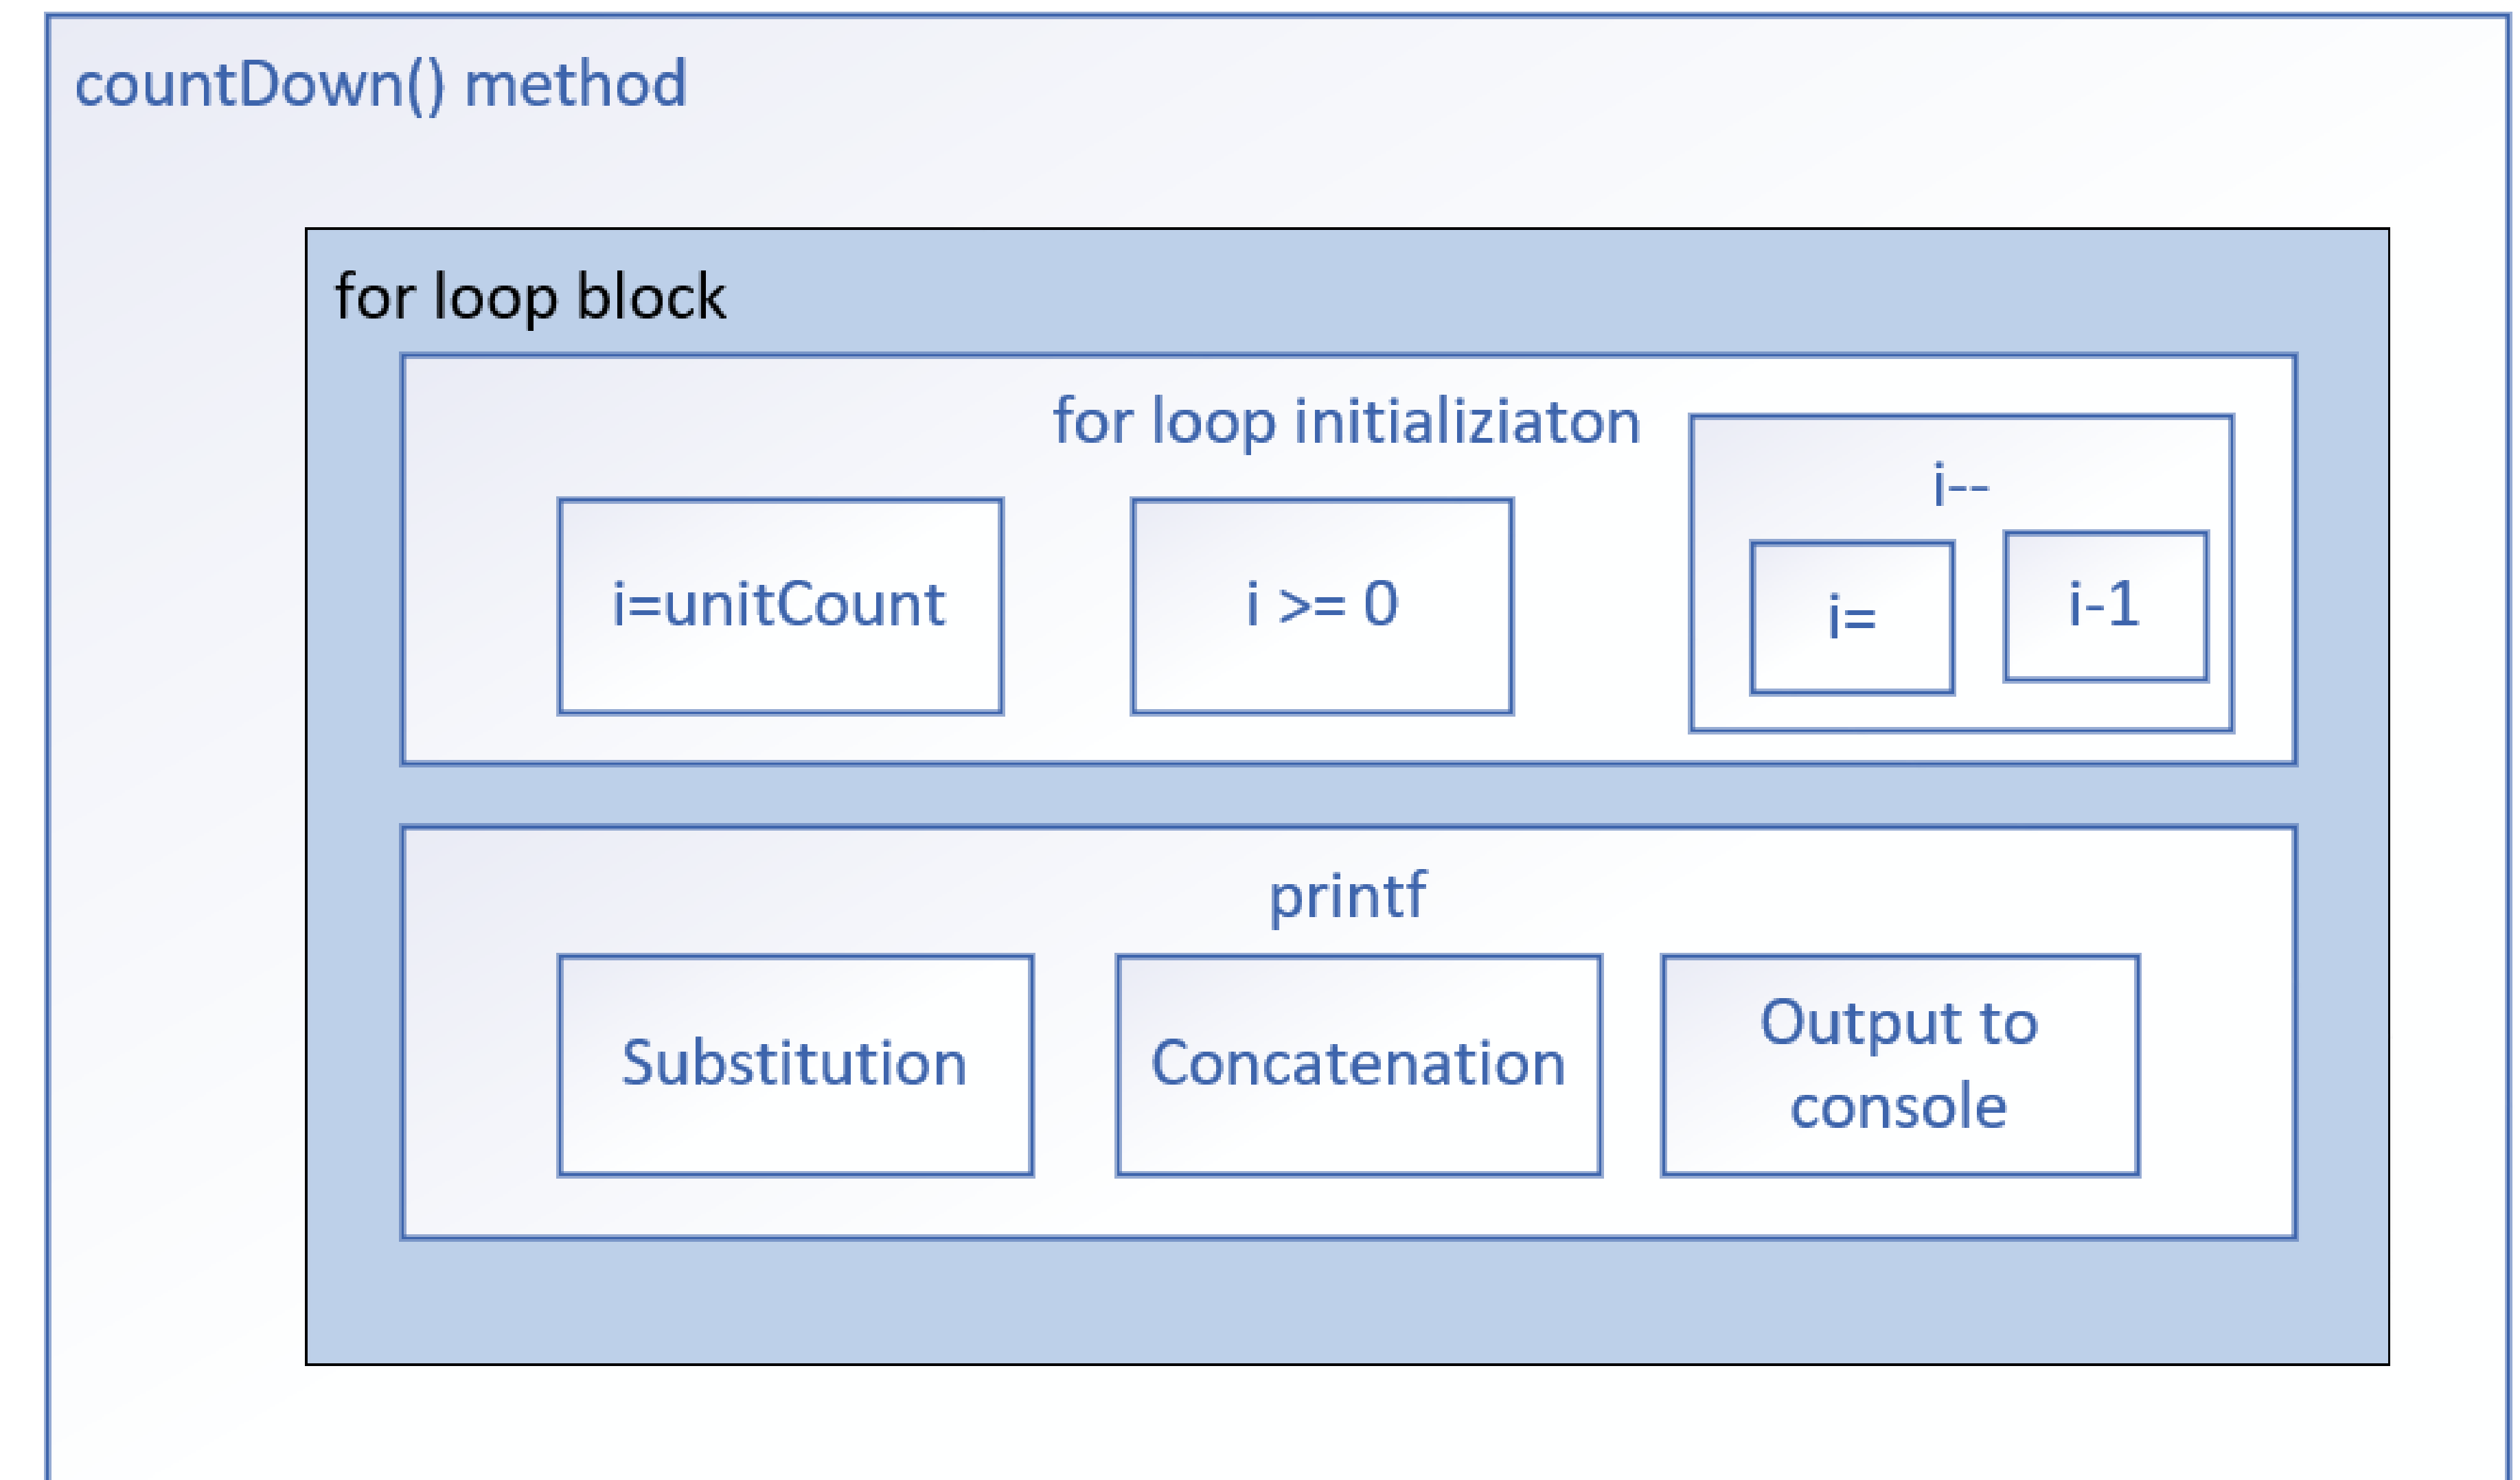 countDown() method
for loop block
for loop initializiaton
i--
i=unitCount
i >= 0
i=
i-1
printf
Substitution
Concatenation
Output to
console